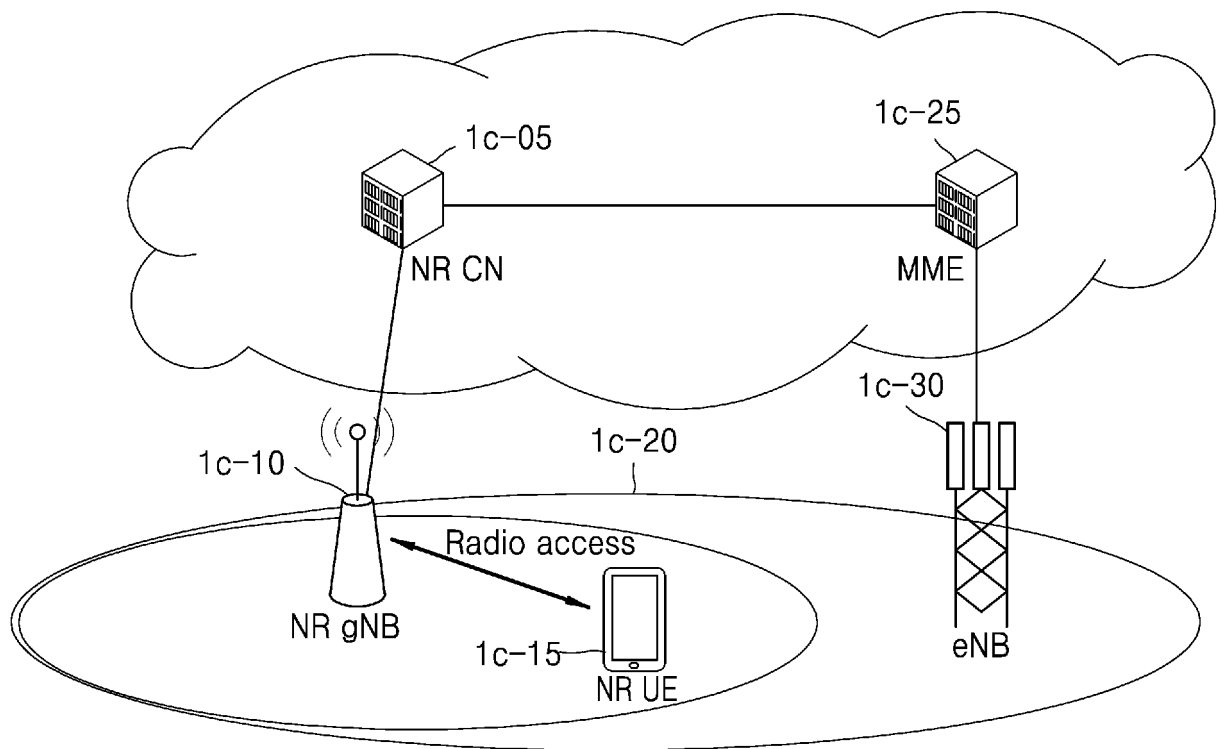 1c-05
1c-25
NR CN
MME
1c-30
1c-20
1c-10
Radio access
NR gNB
1c-15
NR UE
eNB